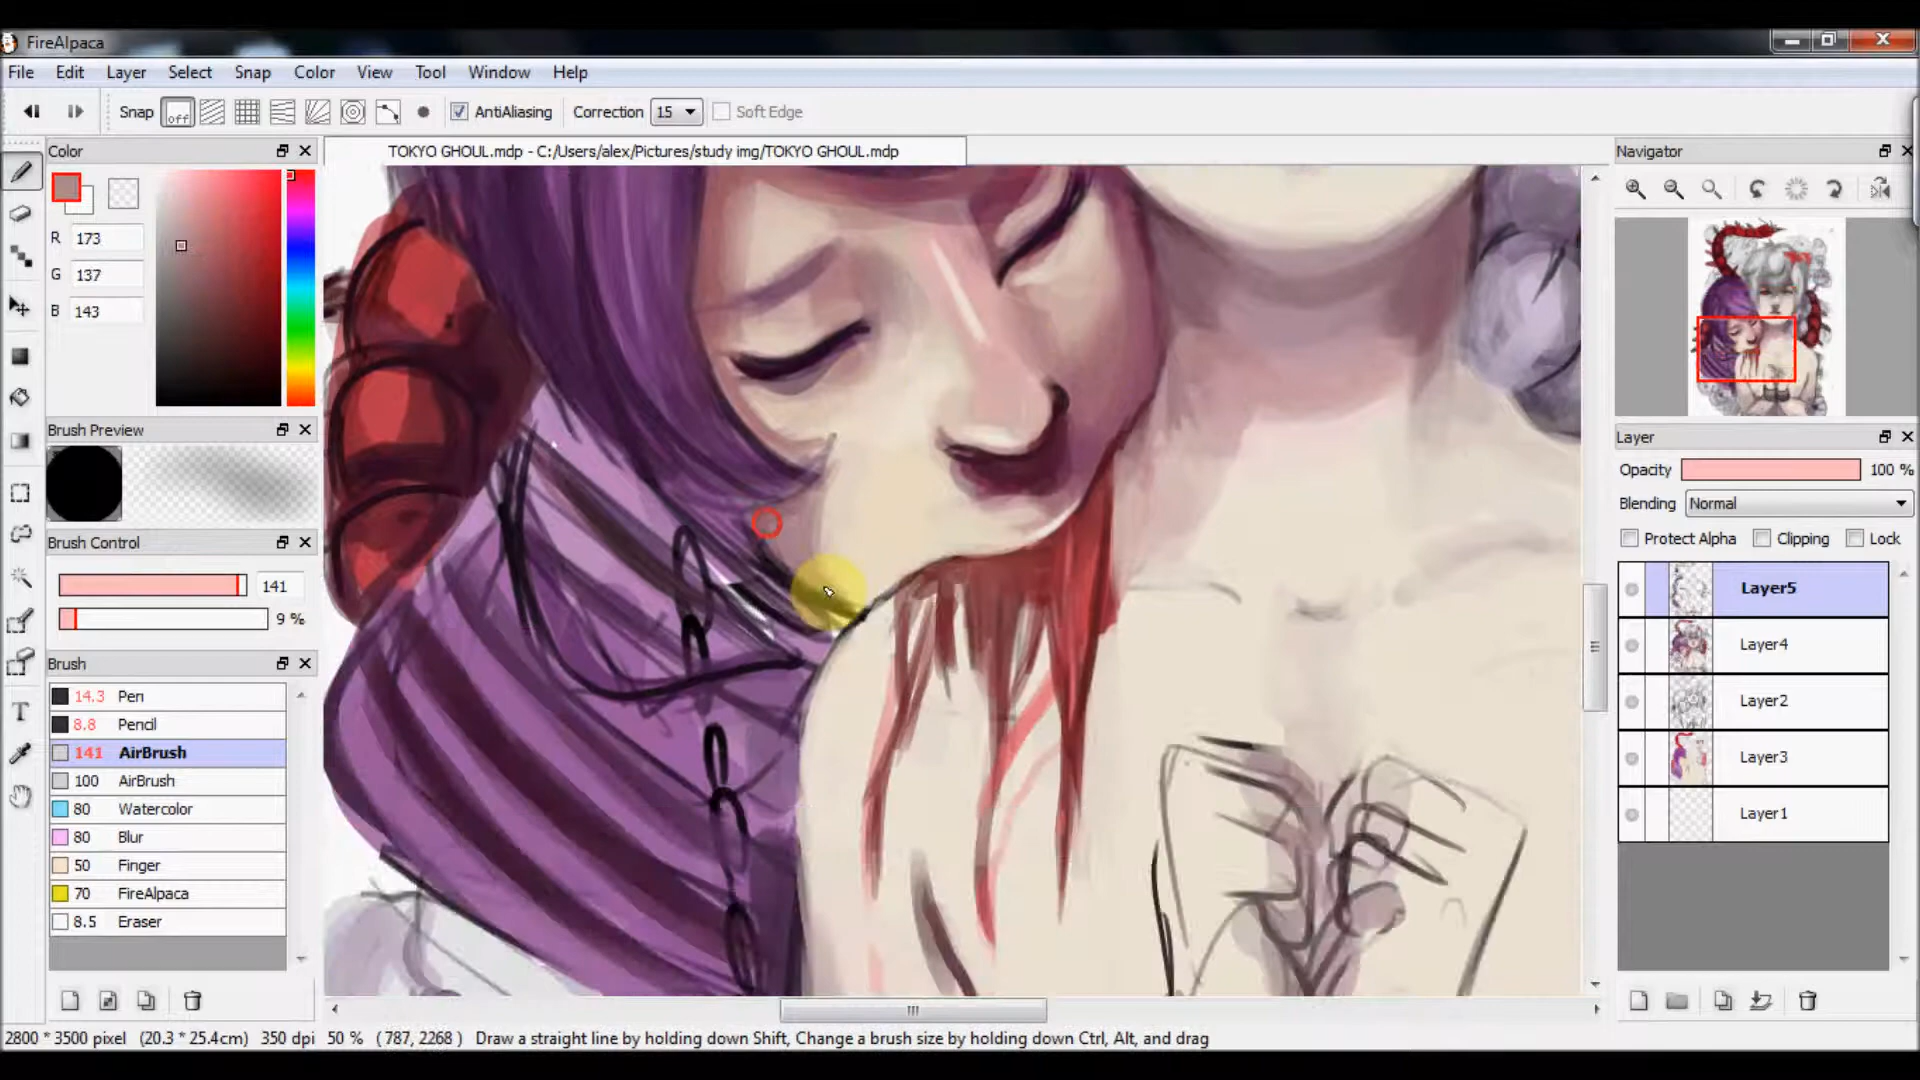 FireAlpaca
File Edit Layer Select Snap Color View Tool Window Help
Snap off AntiAliasing Correction 15 Soft Edge
Color
TOKYO GHOUL.mdp - C:/Users/alex/Pictures/study img/TOKYO GHOUL.mdp
Navigator
R 173
G 137
B 143
Brush Preview
Layer
Opacity 100 %
Blending Normal
Protect Alpha Clipping Lock
Brush Control
141
9 %
Layer5
Layer4
Layer2
Layer3
Layer1
Brush
14.3 Pen
8.8 Pencil
141 AirBrush
100 AirBrush
80 Watercolor
80 Blur
50 Finger
70 FireAlpaca
8.5 Eraser
T
2800 * 3500 pixel (20.3 * 25.4cm) 350 dpi 50 % ( 787, 2268 ) Draw a straight line by holding down Shift, Change a brush size by holding down Ctrl, Alt, and drag